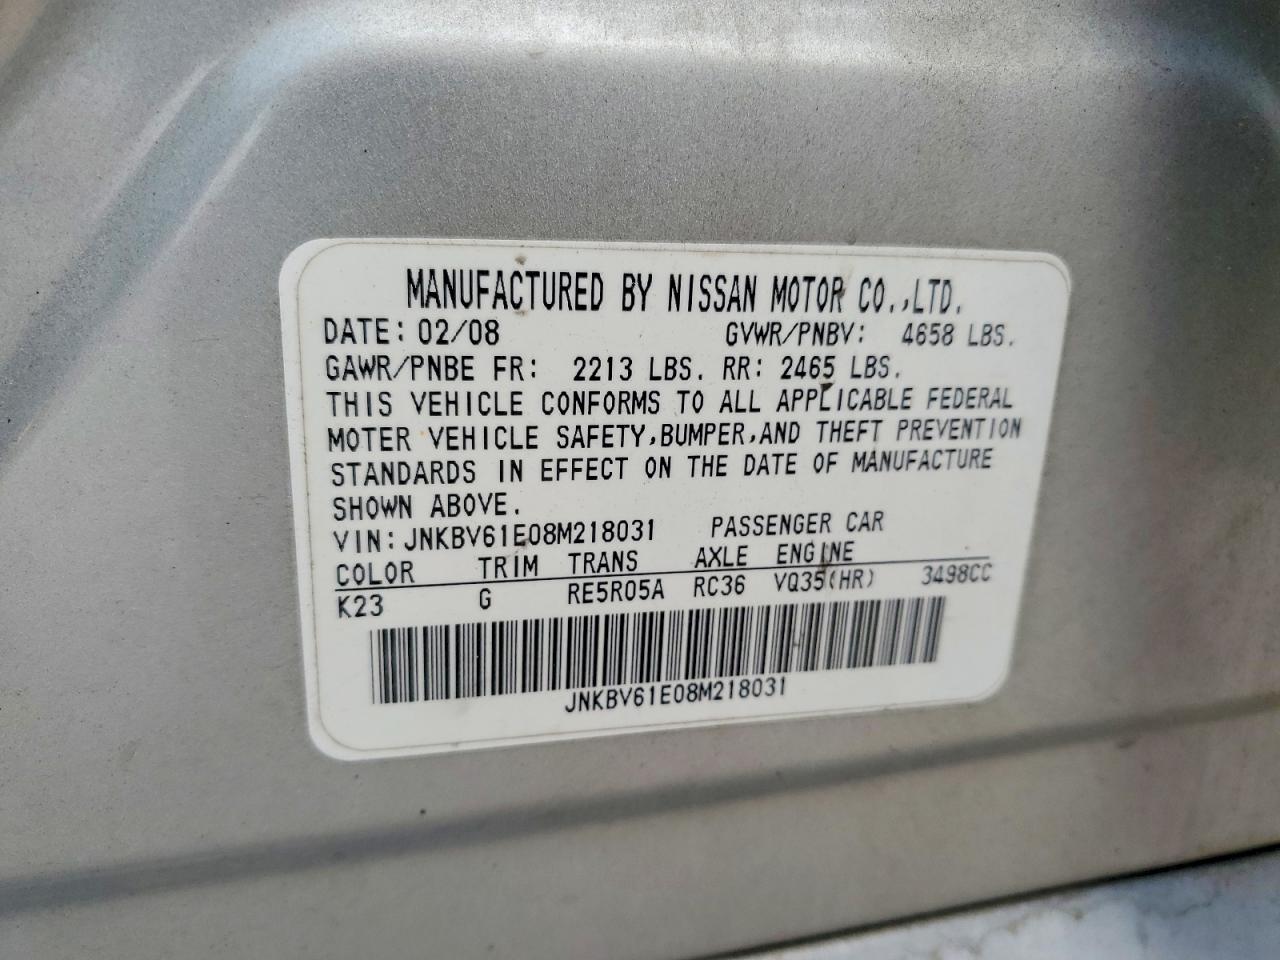 MANUFACTURED BY NISSAN MOTOR CO.,LTD.
DATE: 02/08 GVWR/PNBV: 4658 LBS.
GAWR/PNBE FR: 2213 LBS. RR: 2465 LBS.
THIS VEHICLE CONFORMS TO ALL APPLICABLE FEDERAL
MOTER VEHICLE SAFETY,BUMPER,AND THEFT PREVENTION
STANDARDS IN EFFECT ON THE DATE OF MANUFACTURE
SHOWN ABOVE.
VIN: JNKBV61E08M218031 PASSENGER CAR
COLOR TRIM TRANS AXLE ENGINE
K23 G RE5R05A RC36 VQ35(HR) 3498CC
JNKBV61E08M218031